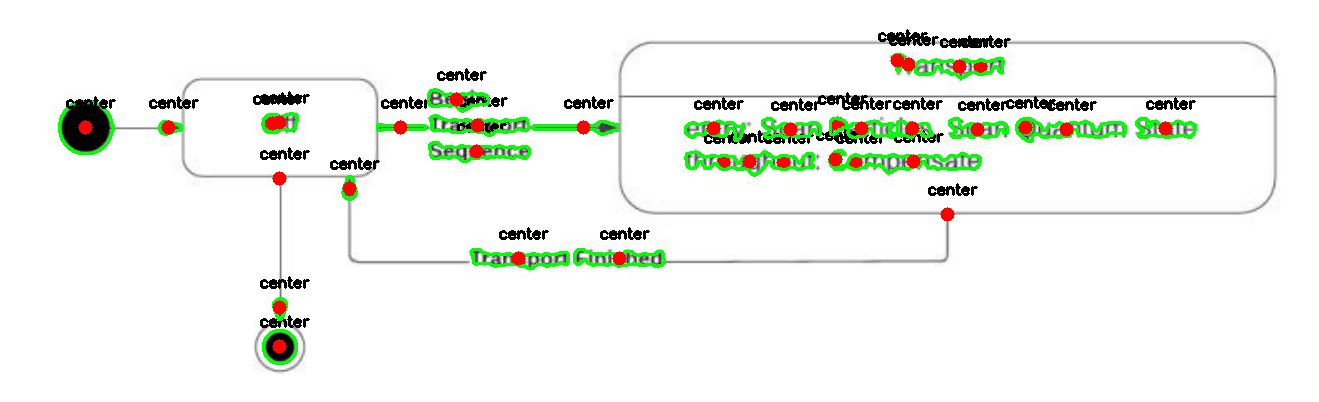 center center center center
Transport
center
center center center center center center center
Off
Begin
Transport
Sequence
center center center center center center center center center
entry: Scan Particles, Scan Quantum State
center center center center center center
throughout: Compensate
center
center
center
center center
Transport Finished
center
center